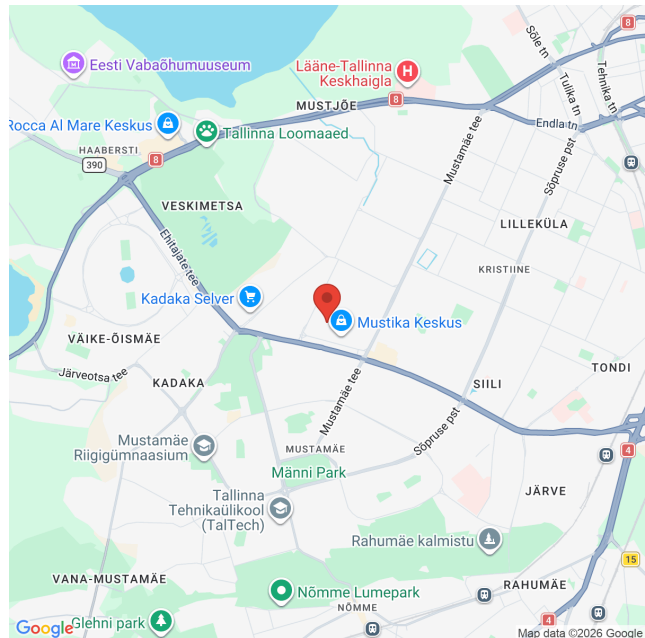 8
Sõle tn
Tulika tn
Tehnika tn
Eesti Vabaõhumuuseum
Lääne-Tallinna
Keskhaigla
H
MUSTJÕE
8
Endla tn
Rocca Al Mare Keskus
Tallinna Loomaaed
HAABERSTI
8
390
Mustamäe tee
Sõpruse pst
VESKIMETSA
LILLEKÜLA
Ehitajate tee
KRISTIINE
Kadaka Selver
Mustika Keskus
VÄIKE-ÕISMÄE
Järveotsa tee
KADAKA
Mustamäe tee
SIILI
TONDI
Sõpruse pst
Mustamäe
Riigigümnaasium
MUSTAMÄE
4
Männi Park
JÄRVE
Tallinna
Tehnikaülikool
(TalTech)
Rahumäe kalmistu
15
VANA-MUSTAMÄE
Nõmme Lumepark
RAHUMÄE
NÕMME
Glehni park
4
Google
Map data ©2026 Google